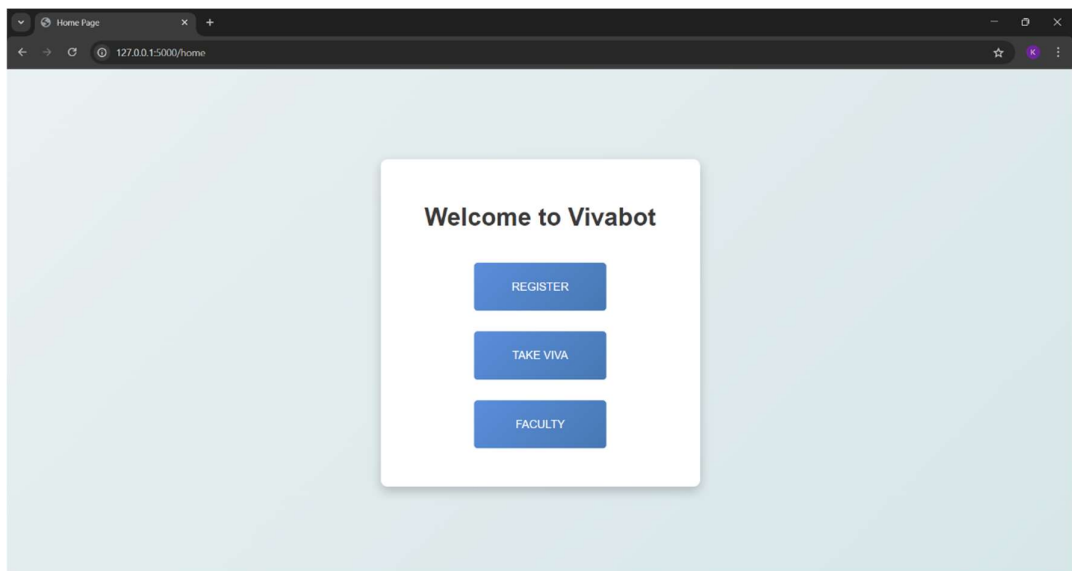 Home Page
127.0.0.1:5000/home
K
Welcome to Vivabot
REGISTER
TAKE VIVA
FACULTY